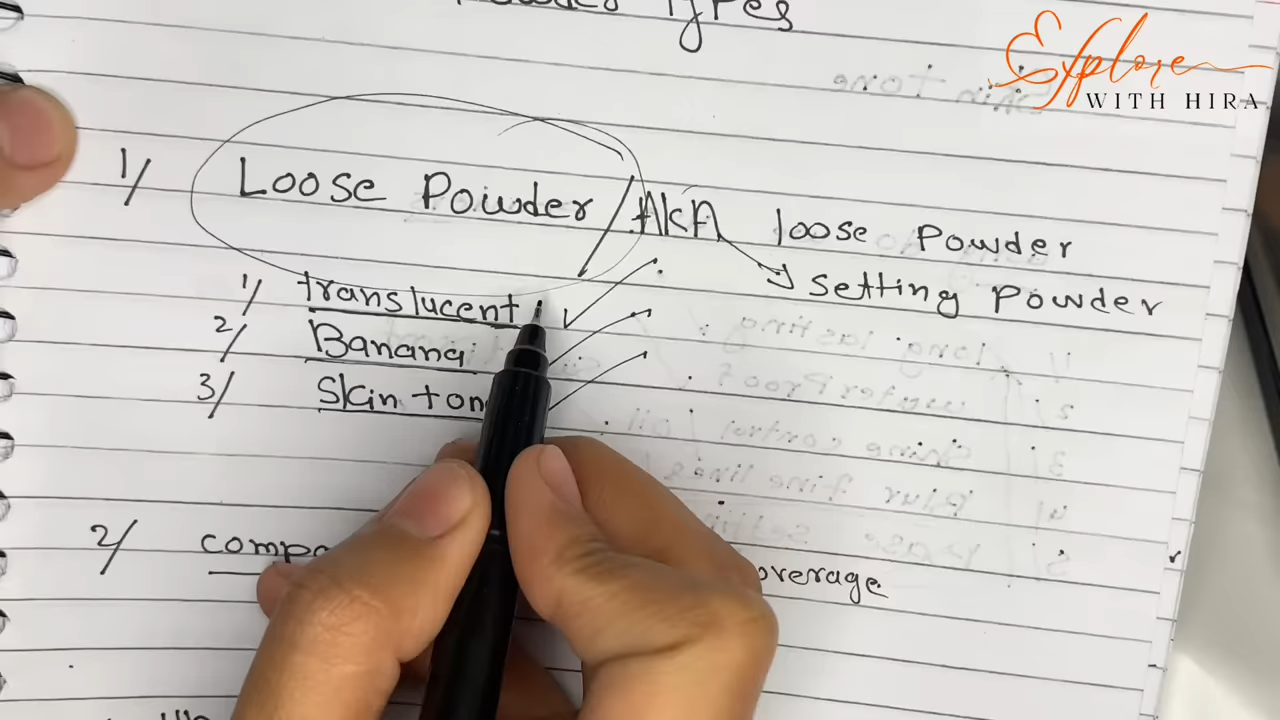 Types
Explore
WITH HIRA
1/ Loose Powder / AKA loose Powder
→ Setting Powder
1/ translucent
2/ Banana
3/ Skin ton
2/ compa overage